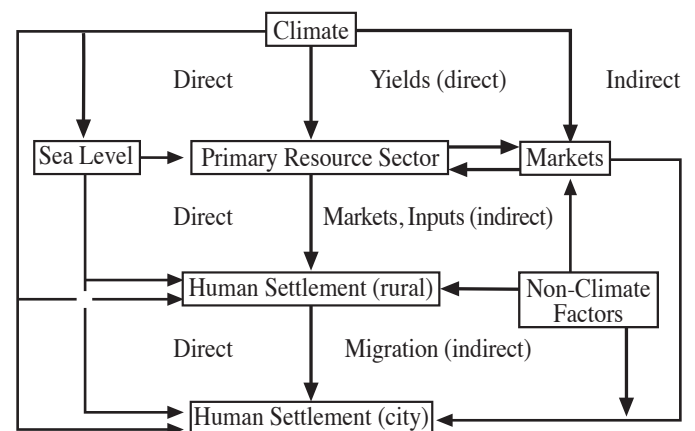 Climate
Direct
Yields (direct)
Indirect
Sea Level
Primary Resource Sector
Markets
Direct
Markets, Inputs (indirect)
Human Settlement (rural)
Non-Climate
Factors
Direct
Migration (indirect)
Human Settlement (city)